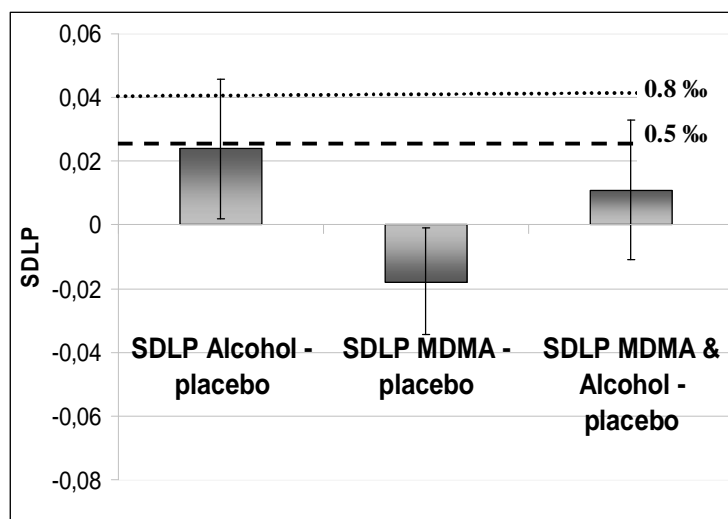 0,06
0,04
0,02
0
-0,02
-0,04
-0,06
-0,08
SDLP
0.8 ‰
0.5 ‰
SDLP Alcohol -
placebo
SDLP MDMA -
placebo
SDLP MDMA &
Alcohol -
placebo